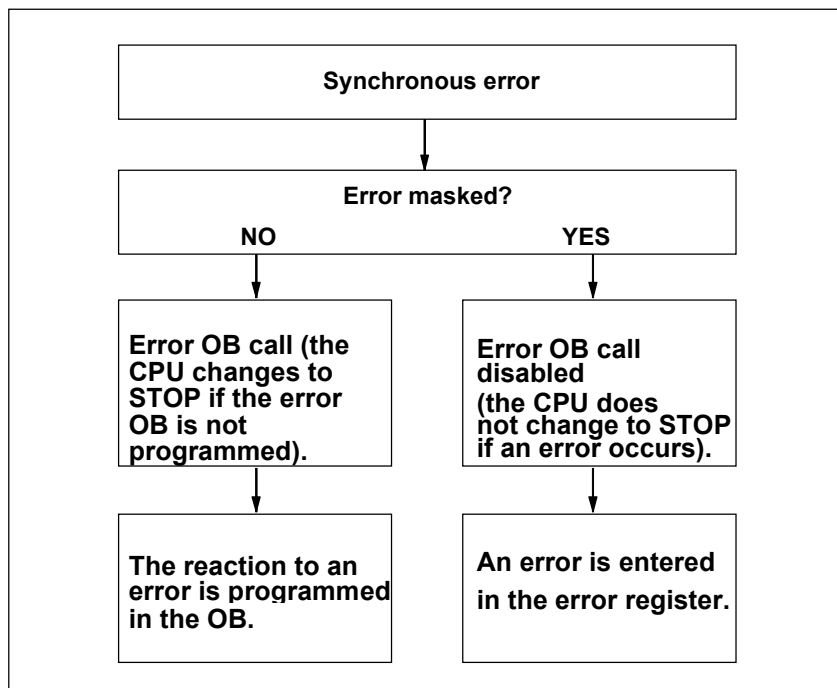 Synchronous error
Error masked?
NO
YES
Error OB call (the
CPU changes to
STOP if the error
OB is not
programmed).
Error OB call
disabled
(the CPU does
not change to STOP
if an error occurs).
The reaction to an
error is programmed
in the OB.
An error is entered
in the error register.